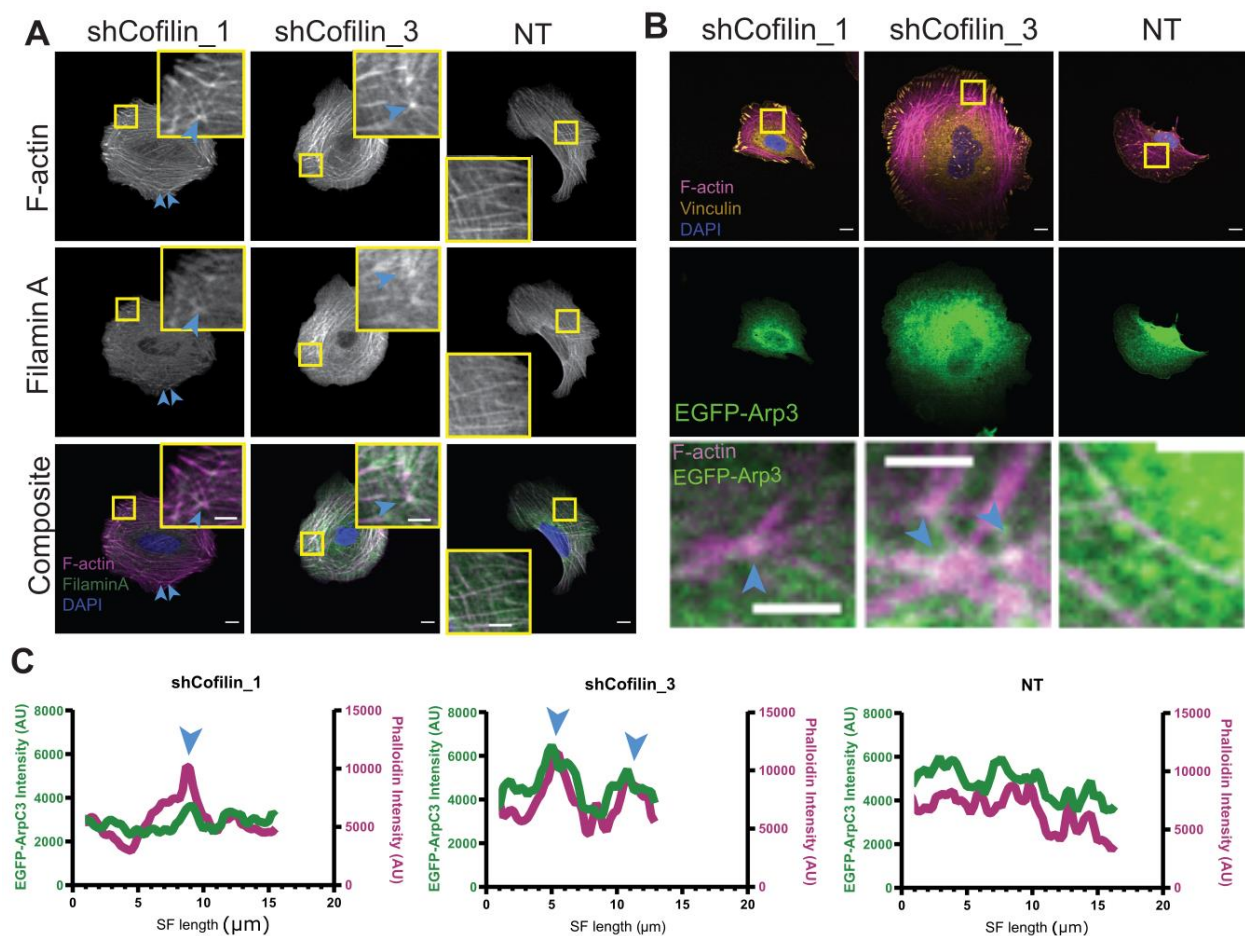 A
shCofilin_1
shCofilin_3
NT
F-actin
Filamin A
Composite
F-actin
FilaminA
DAPI
B
shCofilin_1
shCofilin_3
NT
F-actin
Vinculin
DAPI
EGFP-Arp3
F-actin
EGFP-Arp3
C
shCofilin_1
EGFP-ArpC3 Intensity (AU)
8000
6000
4000
2000
0
15000
10000
5000
0
Phalloidin Intensity (AU)
0
5
10
15
20
SF length (µm)
shCofilin_3
EGFP-ArpC3 Intensity (AU)
8000
6000
4000
2000
0
15000
10000
5000
0
Phalloidin Intensity (AU)
0
5
10
15
20
SF length (µm)
NT
EGFP-ArpC3 Intensity (AU)
8000
6000
4000
2000
0
15000
10000
5000
0
Phalloidin Intensity (AU)
0
5
10
15
20
SF length (µm)